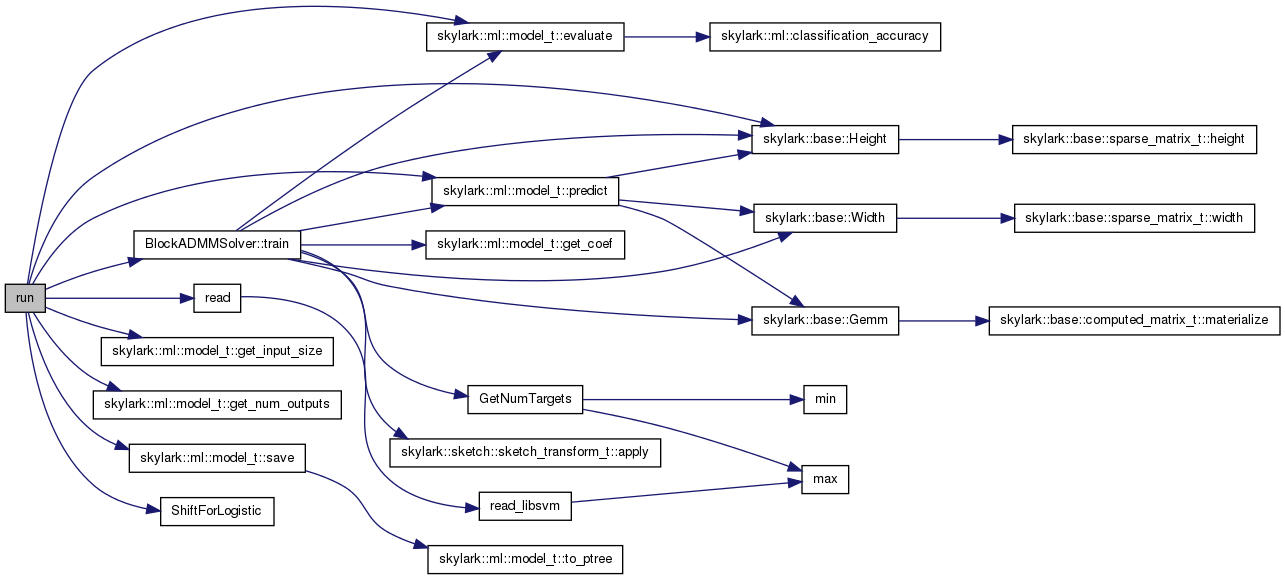 skylark::ml::model_t::evaluate
skylark::ml::classification_accuracy
skylark::base::Height
skylark::base::sparse_matrix_t::height
skylark::ml::model_t::predict
skylark::base::Width
skylark::base::sparse_matrix_t::width
BlockADMMSolver::train
skylark::ml::model_t::get_coef
run
read
skylark::base::Gemm
skylark::base::computed_matrix_t::materialize
skylark::ml::model_t::get_input_size
skylark::ml::model_t::get_num_outputs
GetNumTargets
min
skylark::ml::model_t::save
skylark::sketch::sketch_transform_t::apply
max
ShiftForLogistic
read_libsvm
skylark::ml::model_t::to_ptree